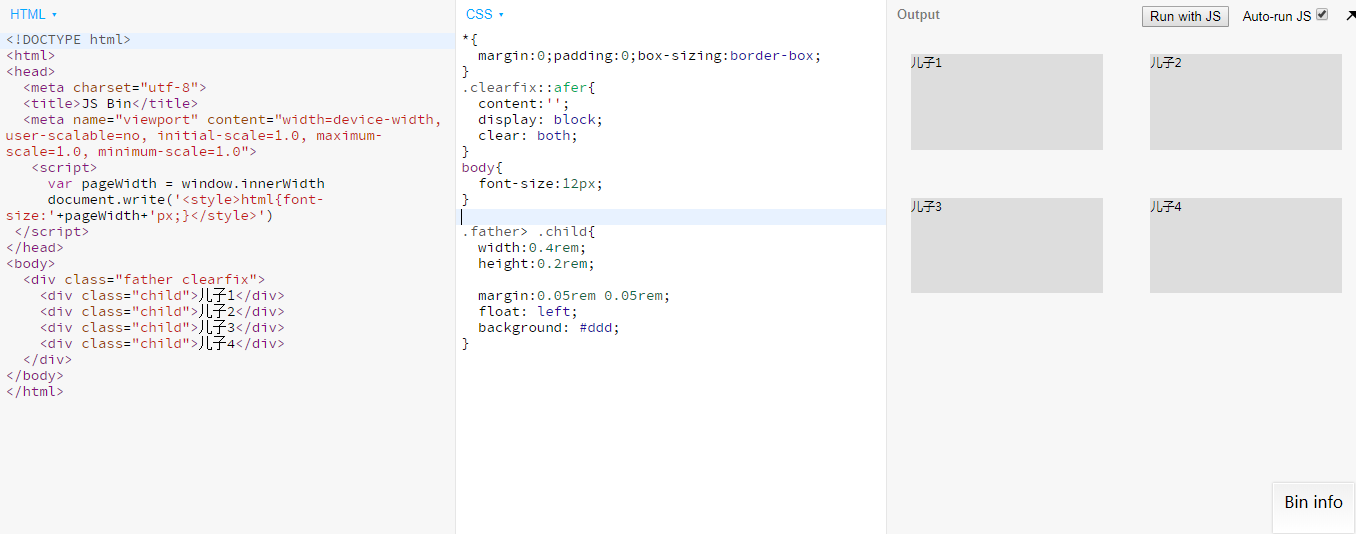 HTML
<!DOCTYPE html>
<html>
<head>
<meta charset="utf-8">
<title>JS Bin</title>
<meta name="viewport" content="width=device-width,
user-scalable=no, initial-scale=1.0, maximum-
scale=1.0, minimum-scale=1.0">
<script>
var pageWidth = window.innerWidth
document.write('<style>html{font-
size:'+pageWidth+'px;}</style>')
</script>
</head>
<body>
<div class="father clearfix">
<div class="child">儿子1</div>
<div class="child">儿子2</div>
<div class="child">儿子3</div>
<div class="child">儿子4</div>
</div>
</body>
</html>
CSS
*{
margin:0;padding:0;box-sizing:border-box;
}
.clearfix::afer{
content:'';
display: block;
clear: both;
}
body{
font-size:12px;
}
.father> .child{
width:0.4rem;
height:0.2rem;
margin:0.05rem 0.05rem;
float: left;
background: #ddd;
}
Output
Run with JS
Auto-run JS
儿子1
儿子2
儿子3
儿子4
Bin info